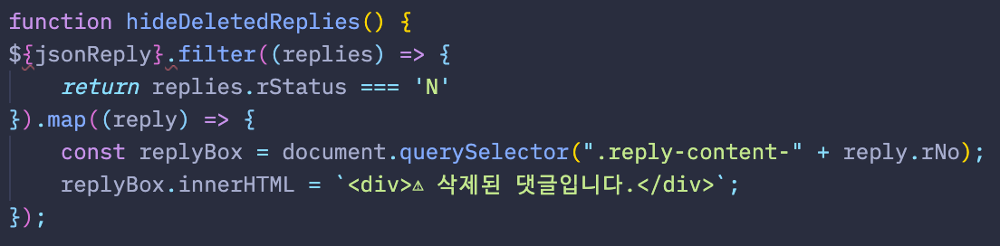 function hideDeletedReplies() {
${jsonReply}.filter((replies) => {
    return replies.rStatus === 'N'
}).map((reply) => {
    const replyBox = document.querySelector(".reply-content-" + reply.rNo);
    replyBox.innerHTML = `<div>⚠ 삭제된 댓글입니다.</div>`;
});